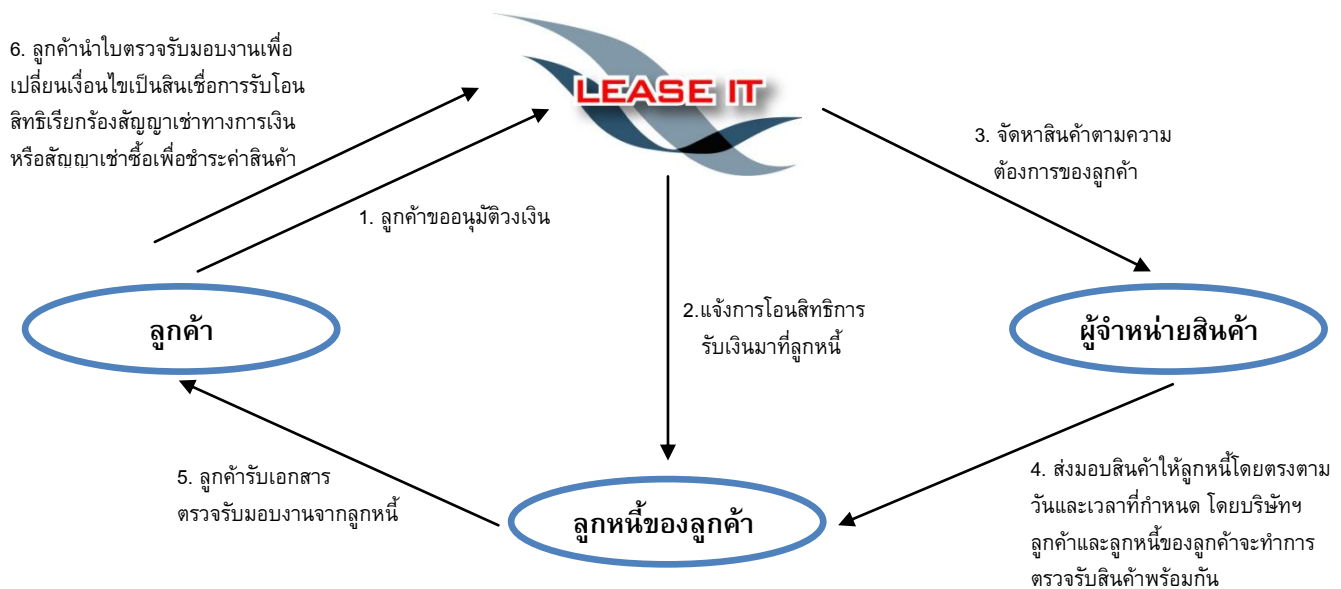 6. ลูกค้านำใบตรวจรับมอบงานเพื่อ
เปลี่ยนเงื่อนไขเป็นสินเชื่อการรับโอน
สิทธิเรียกร้องสัญญาเช่าทางการเงิน
หรือสัญญาเช่าซื้อเพื่อชำระค่าสินค้า
LEASE IT
3. จัดหาสินค้าตามความ
ต้องการของลูกค้า
1. ลูกค้าขออนุมัติวงเงิน
2.แจ้งการโอนสิทธิการ
รับเงินมาที่ลูกหนี้
ลูกค้า
ผู้จำหน่ายสินค้า
5. ลูกค้ารับเอกสาร
ตรวจรับมอบงานจากลูกหนี้
ลูกหนี้ของลูกค้า
4. ส่งมอบสินค้าให้ลูกหนี้โดยตรงตาม
วันและเวลาที่กำหนด โดยบริษัทฯ
ลูกค้าและลูกหนี้ของลูกค้าจะทำการ
ตรวจรับสินค้าพร้อมกัน